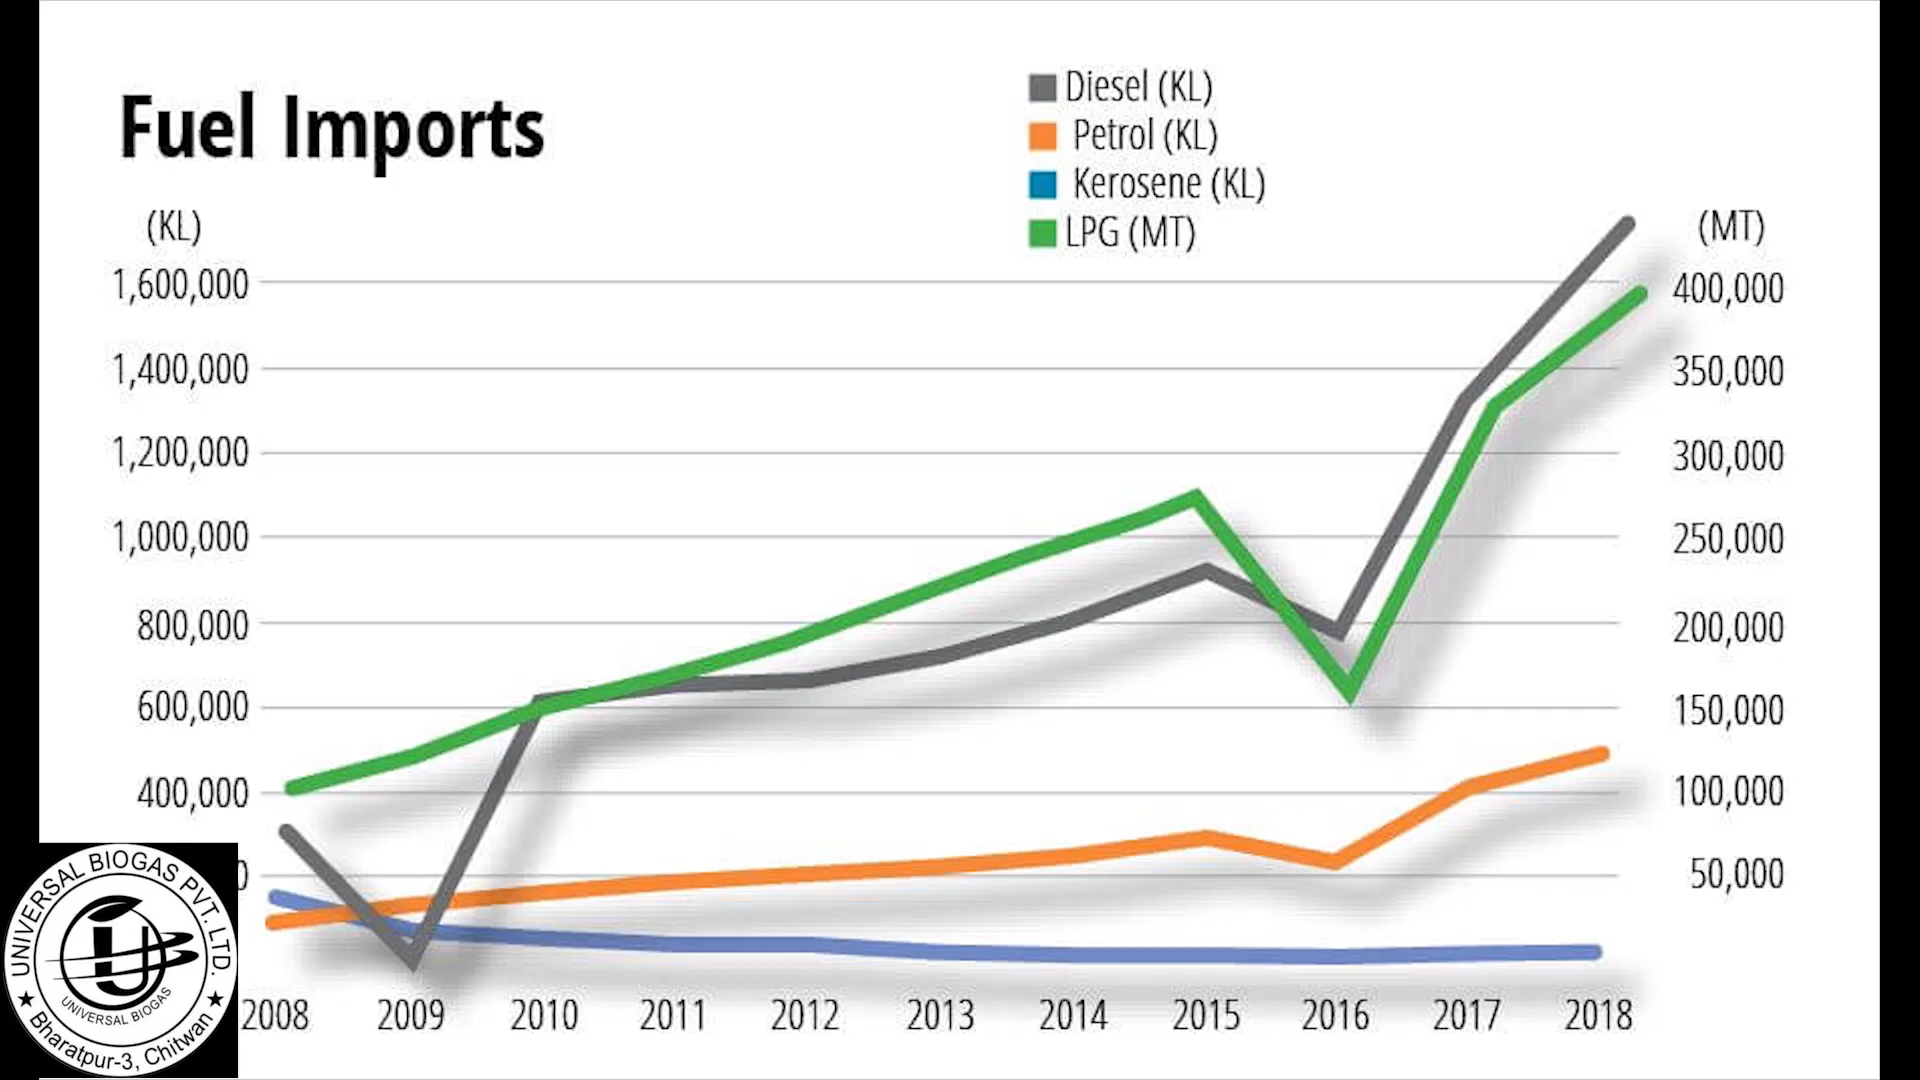 Fuel Imports
Diesel (KL)
Petrol (KL)
Kerosene (KL)
LPG (MT)
(KL)
(MT)
1,600,000
400,000
1,400,000
350,000
1,200,000
300,000
1,000,000
250,000
800,000
200,000
600,000
150,000
400,000
100,000
0
50,000
2008 2009 2010 2011 2012 2013 2014 2015 2016 2017 2018
UNIVERSAL BIOGAS PVT. LTD.
U
UNIVERSAL BIOGAS
★ Bharatpur-3, Chitwan ★